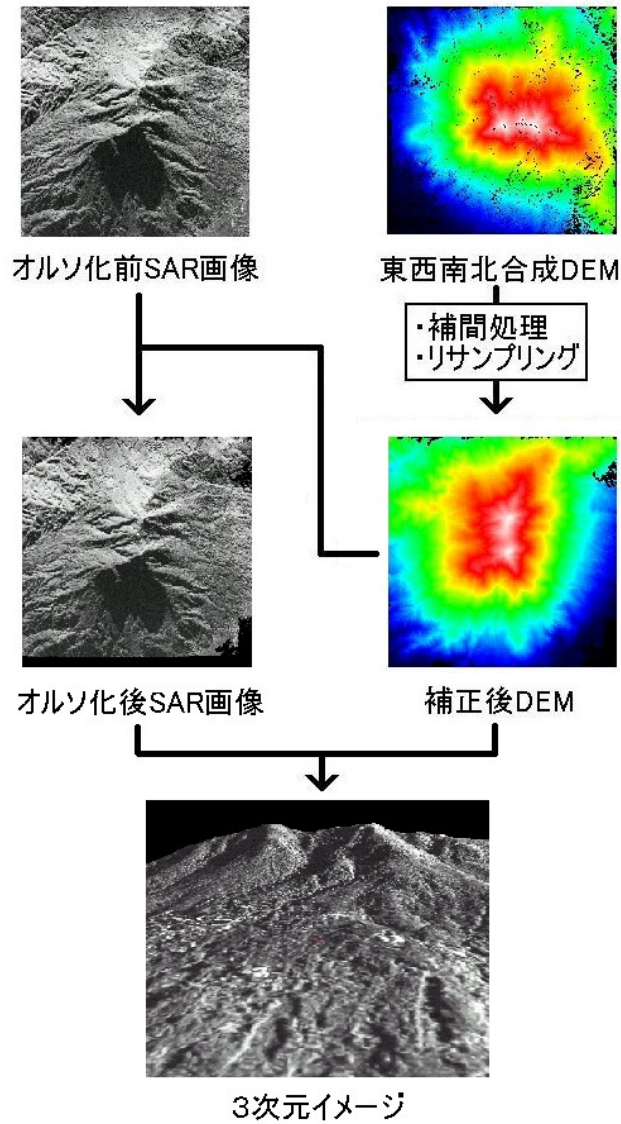 オルソ化前SAR画像
東西南北合成DEM
・補間処理
・リサンプリング
オルソ化後SAR画像
補正後DEM
3次元イメージ